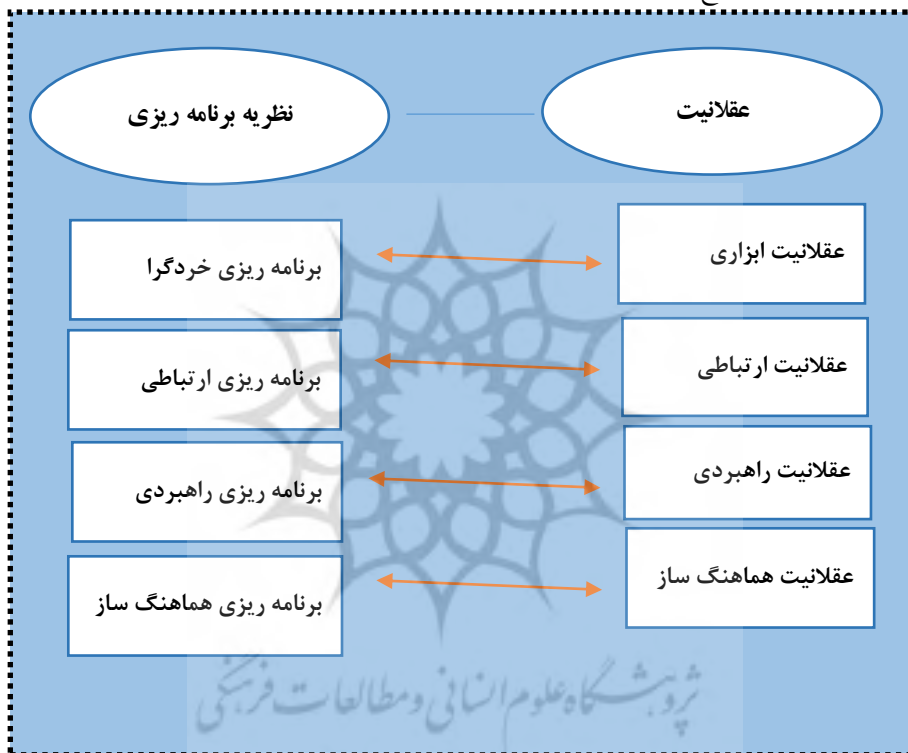 عقلانیت
نظریه برنامه ریزی
عقلانیت ابزاری
برنامه ریزی خردگرا
عقلانیت ارتباطی
برنامه ریزی ارتباطی
عقلانیت راهبردی
برنامه ریزی راهبردی
عقلانیت هماهنگ ساز
برنامه ریزی هماهنگ ساز
پژوهشگاه علوم انسانی و مطالعات فرهنگی